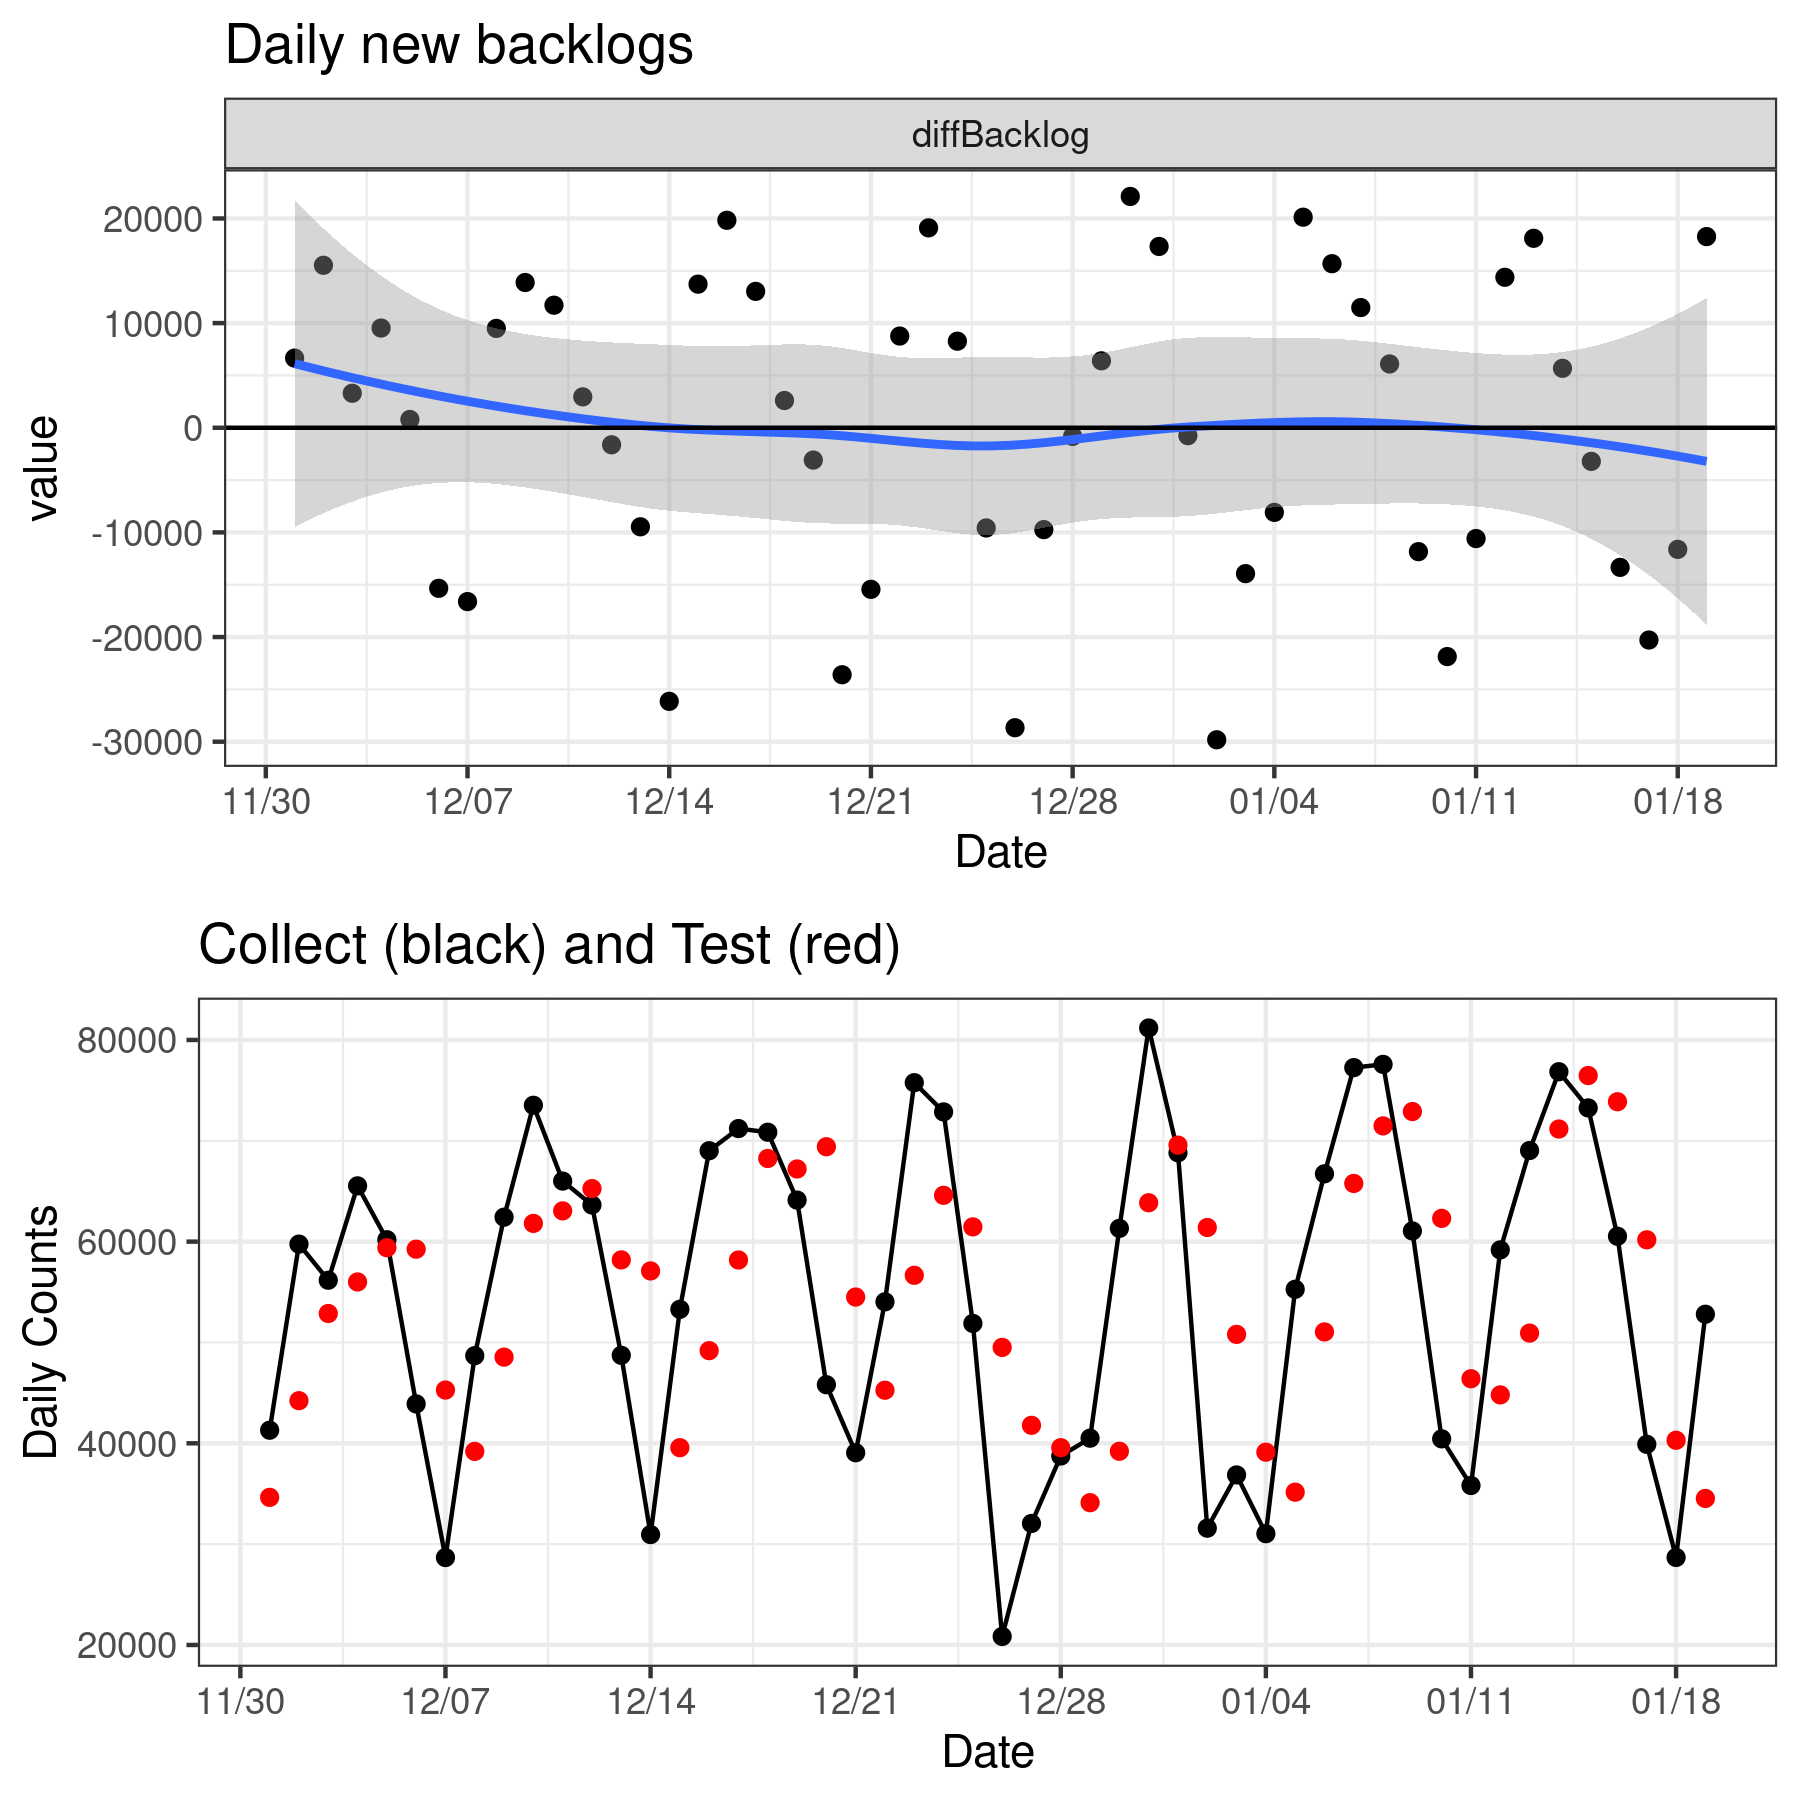 Daily new backlogs
diffBacklog
20000
10000
0
-10000
-20000
-30000
value
11/30 12/07 12/14 12/21 12/28 01/04 01/11 01/18
Date
Collect (black) and Test (red)
80000
60000
40000
20000
Daily Counts
11/30 12/07 12/14 12/21 12/28 01/04 01/11 01/18
Date